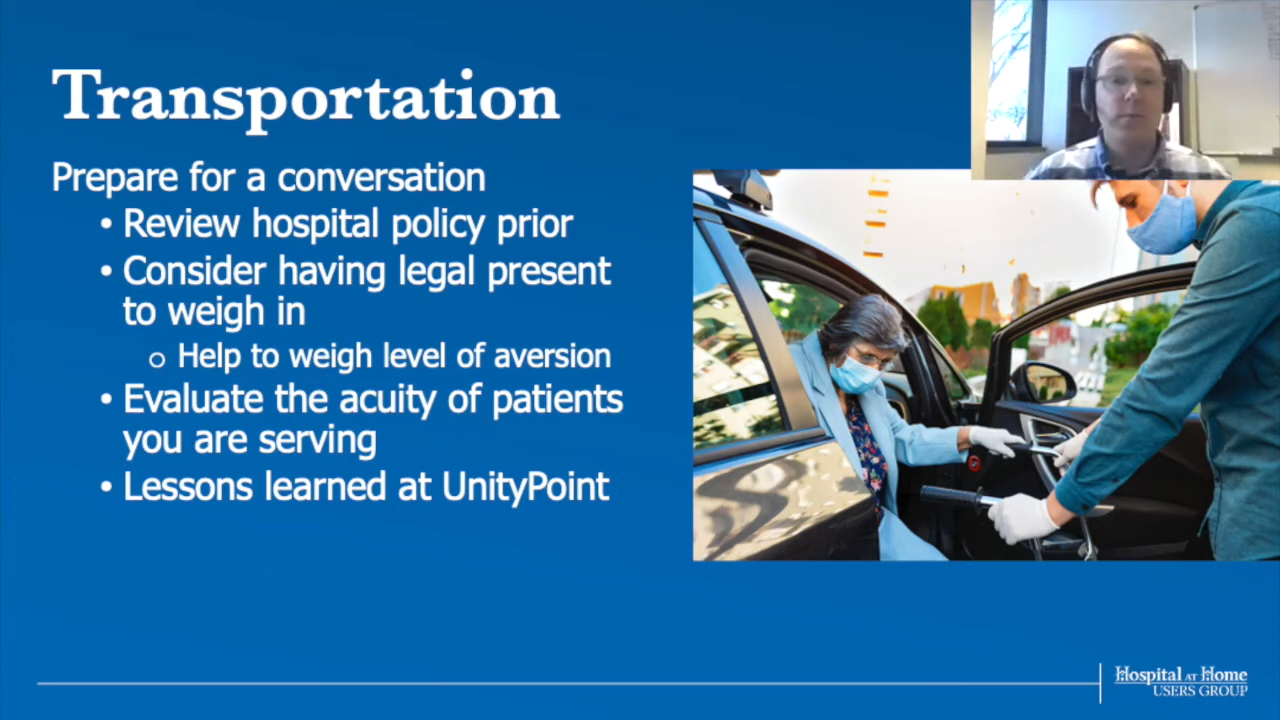 Transportation
Prepare for a conversation
• Review hospital policy prior
• Consider having legal present
to weigh in
o Help to weigh level of aversion
• Evaluate the acuity of patients
you are serving
• Lessons learned at UnityPoint
Hospital at Home
USERS GROUP